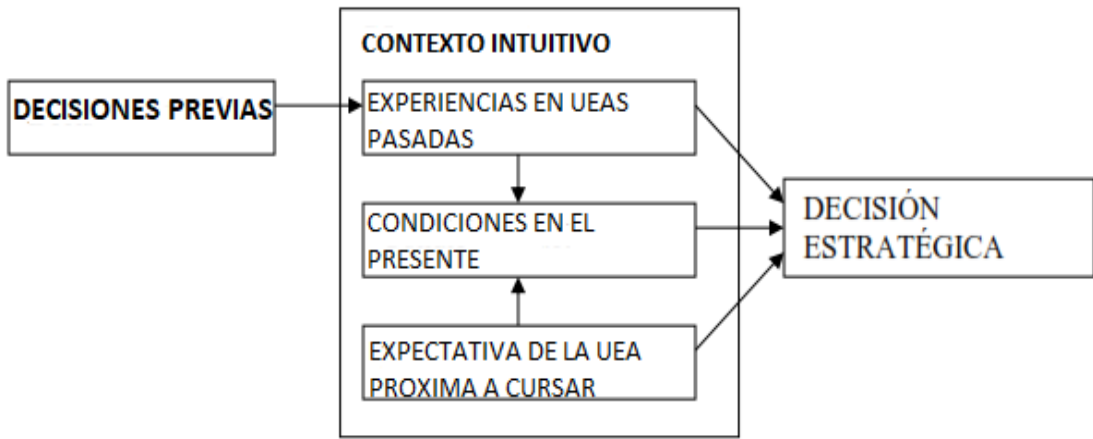 CONTEXTO INTUITIVO
DECISIONES PREVIAS
EXPERIENCIAS EN UEAS
PASADAS
CONDICIONES EN EL
PRESENTE
EXPECTATIVA DE LA UEA
PROXIMA A CURSAR
DECISIÓN
ESTRATÉGICA